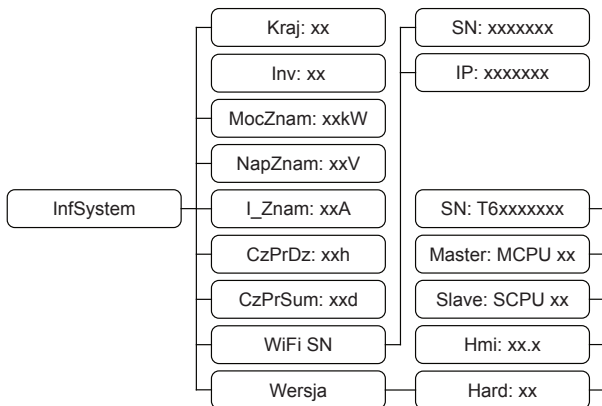 Kraj: xx
SN: xxxxxxx
Inv: xx
IP: xxxxxxx
MocZnam: xxkW
NapZnam: xxV
InfSystem
I_Znam: xxA
SN: T6xxxxxxx
CzPrDz: xxh
Master: MCPU xx
CzPrSum: xxd
Slave: SCPU xx
WiFi SN
Hmi: xx.x
Wersja
Hard: xx